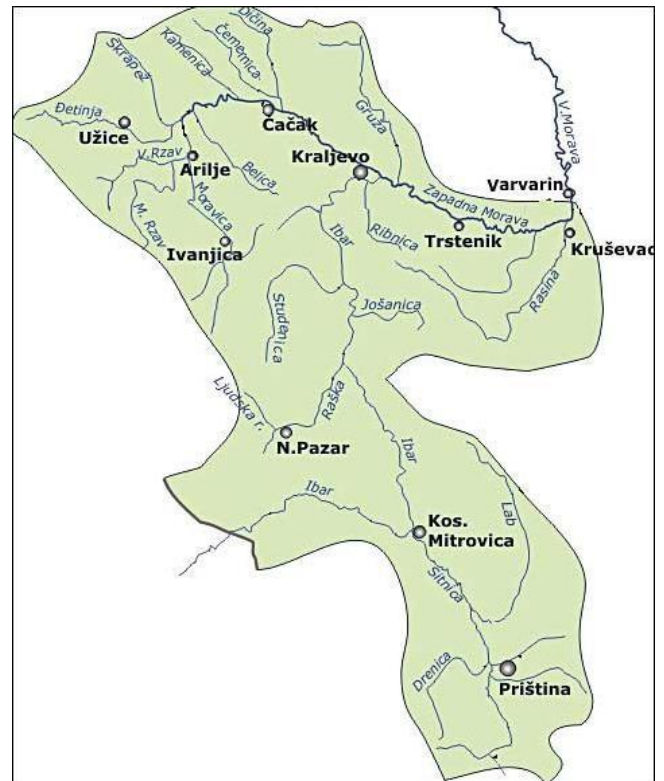 Dičina
Čemernica
Kamenica
Skrapež
Gruža
V.Morava
Đetinja
Užice
Čačak
Kraljevo
V.Rzav
Arilje
Belica
Moravica
M. Rzav
Ivanjica
Varvarin
Zapadna Morava
Ibar
Ribnica
Trstenik
Kruševac
Rasina
Studenica
Jošanica
Ljudska r.
Raška
N.Pazar
Ibar
Ibar
Lab
Kos.
Mitrovica
Sitnica
Drenica
Priština